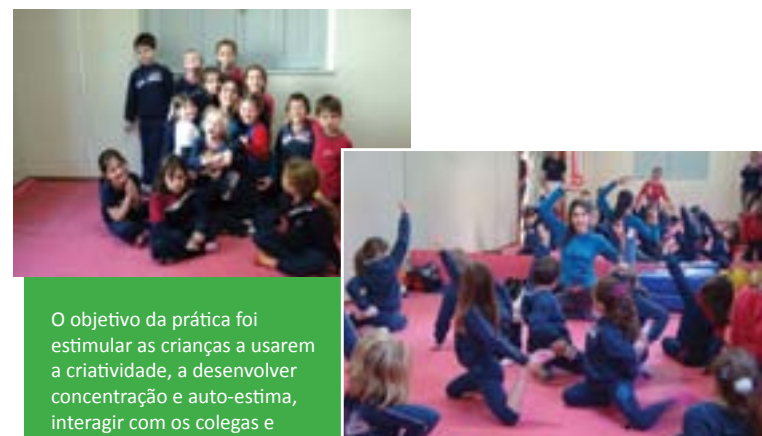 O objetivo da prática foi
estimular as crianças a usarem
a criatividade, a desenvolver
concentração e auto-estima,
interagir com os colegas e